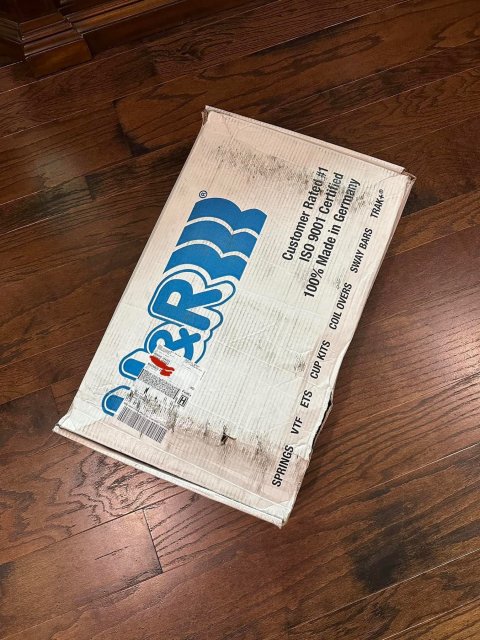 H&R®
Customer Rated #1
ISO 9001 Certified
100% Made in Germany
SPRINGS VTF ETS CUP KITS COIL OVERS SWAY BARS TRAK+®
H